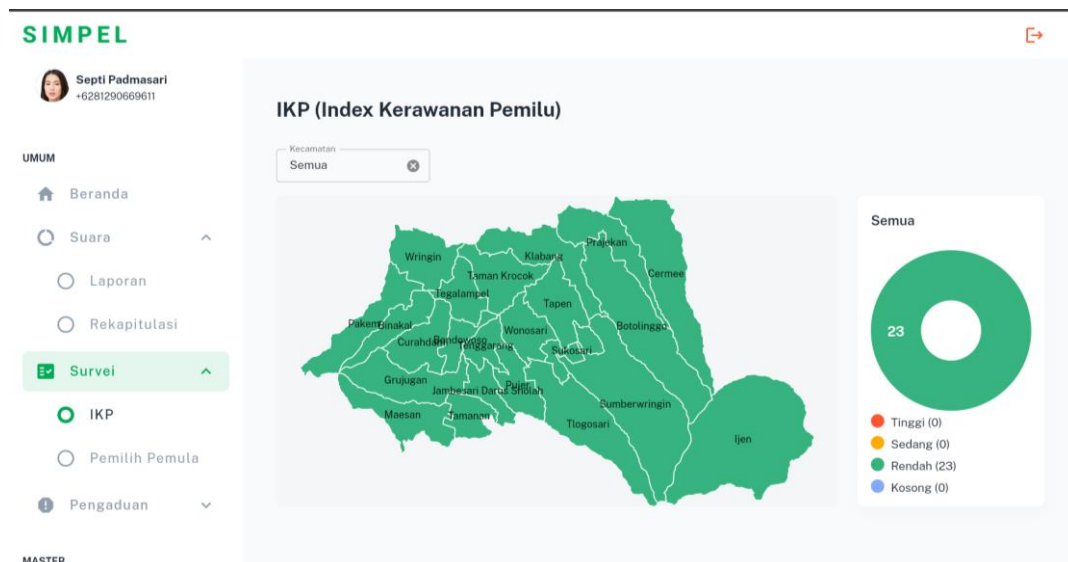 SIMPEL
Septi Padmasari
+6281290669611
UMUM
Beranda
Suara
Laporan
Rekapitulasi
Survei
IKP
Pemilih Pemula
Pengaduan
MASTER
IKP (Index Kerawanan Pemilu)
Kecamatan
Semua
Wringin
Klabang
Prajekan
Cermee
Taman Krocok
Tegalampel
Tapen
Pakem
Binakal
Wonosari
Botolinggo
Curahdami
Bondowoso
Tenggarang
Sukosari
Grujugan
Jambesari Darus Sholah
Pujer
Maesan
Tamanan
Tlogosari
Sumberwringin
Ijen
Semua
23
Tinggi (0)
Sedang (0)
Rendah (23)
Kosong (0)